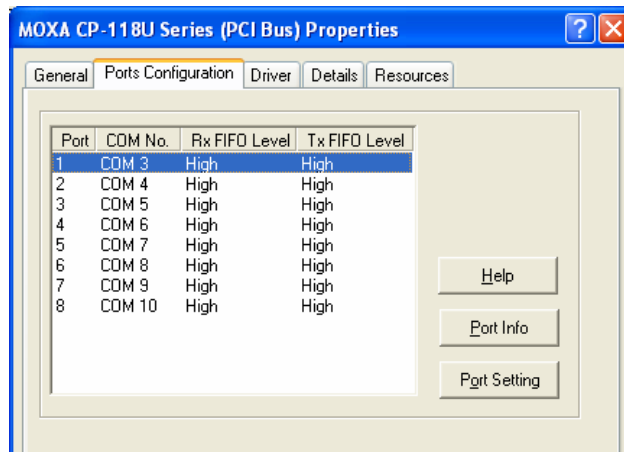 MOXA CP-118U Series (PCI Bus) Properties
General Ports Configuration Driver Details Resources
Port COM No. Rx FIFO Level Tx FIFO Level
1 COM 3 High High
2 COM 4 High High
3 COM 5 High High
4 COM 6 High High
5 COM 7 High High
6 COM 8 High High
7 COM 9 High High
8 COM 10 High High
Help
Port Info
Port Setting